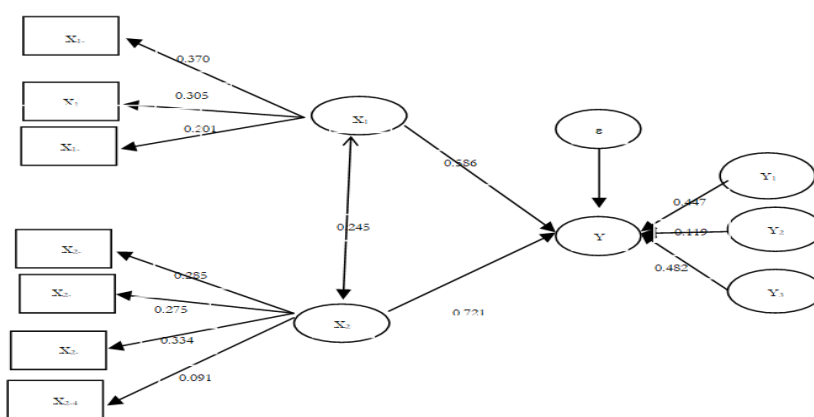 X₁.
0.370
X₁
0.305
X₁.
0.201
X₁
ε
0.586
Y₁
0.447
0.245
Y
0.119
Y₂
X₂.
0.285
0.482
X₂.
0.275
Y₃
X₂
0.721
X₂.
0.334
0.091
X₂.₄